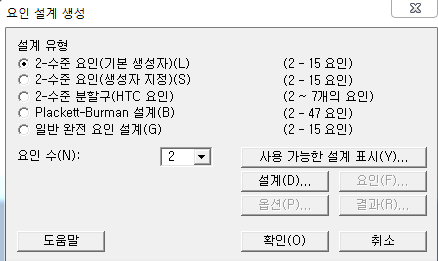 요인 설계 생성
설계 유형
2-수준 요인(기본 생성자)(L) (2 - 15 요인)
2-수준 요인(생성자 지정)(S) (2 - 15 요인)
2-수준 분할구(HTC 요인) (2 ~ 7개의 요인)
Plackett-Burman 설계(B) (2 - 47 요인)
일반 완전 요인 설계(G) (2 - 15 요인)
요인 수(N): 2 사용 가능한 설계 표시(Y)...
설계(D)... 요인(F)...
옵션(P)... 결과(R)...
도움말 확인(O) 취소